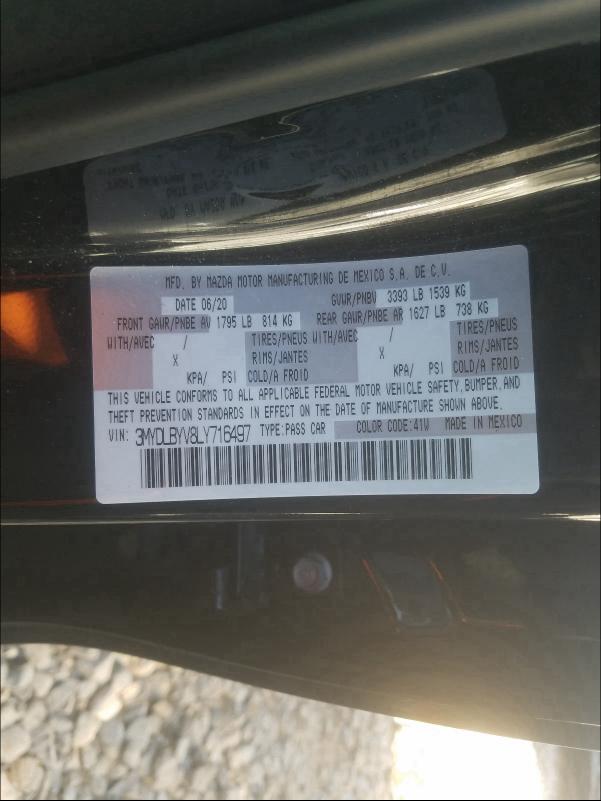 MFD. BY MAZDA MOTOR MANUFACTURING DE MEXICO S.A. DE C.V.
DATE 06/20 GVWR/PNBV 3393 LB 1539 KG
FRONT GAWR/PNBE AV 1795 LB 814 KG REAR GAWR/PNBE AR 1627 LB 738 KG
WITH/AVEC / TIRES/PNEUS WITH/AVEC / TIRES/PNEUS
X RIMS/JANTES X RIMS/JANTES
KPA/ PSI COLD/A FROID KPA/ PSI COLD/A FROID
THIS VEHICLE CONFORMS TO ALL APPLICABLE FEDERAL MOTOR VEHICLE SAFETY, BUMPER, AND
THEFT PREVENTION STANDARDS IN EFFECT ON THE DATE OF MANUFACTURE SHOWN ABOVE.
VIN: 3MYDLBYV8LY716497 TYPE:PASS CAR COLOR CODE:41W MADE IN MEXICO